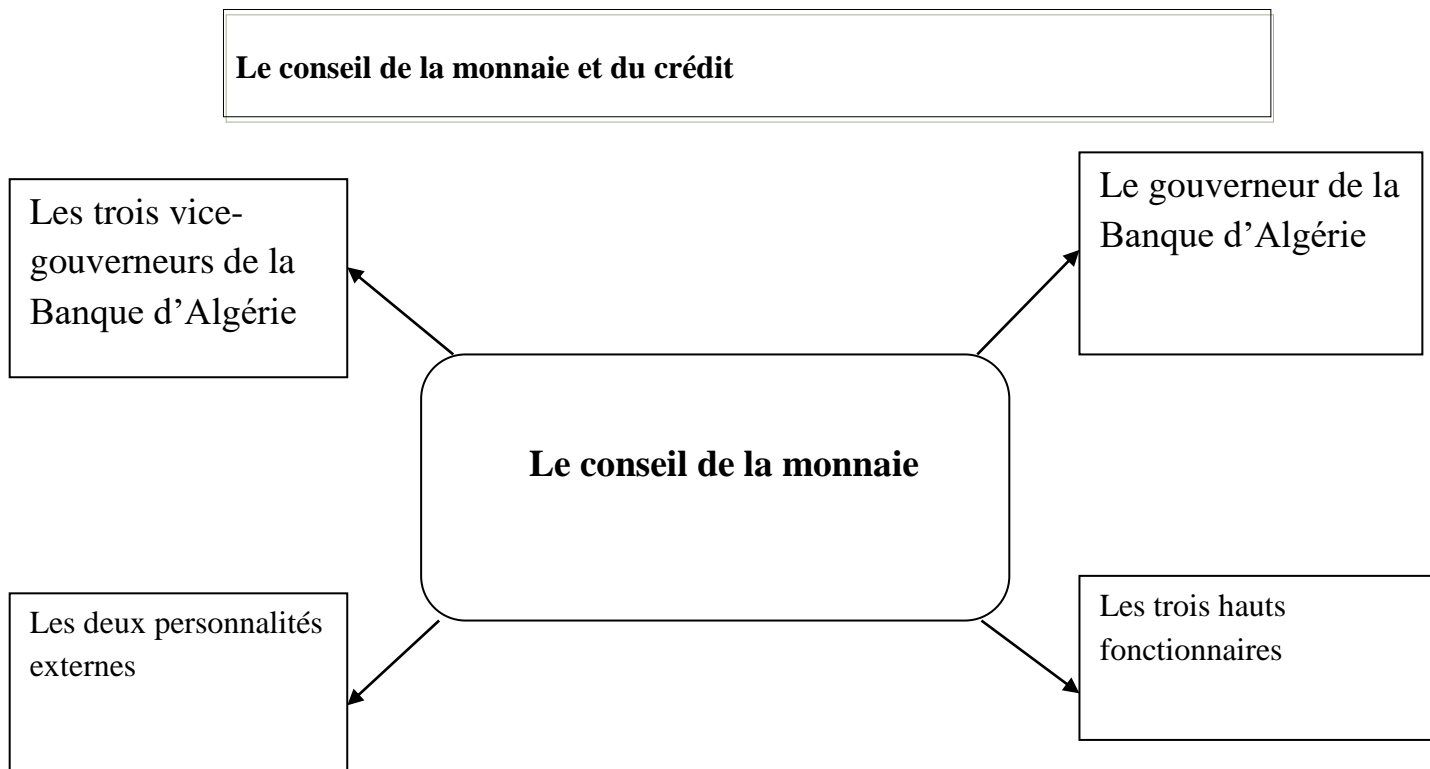 Le conseil de la monnaie et du crédit
Les trois vice-
gouverneurs de la
Banque d’Algérie
Le gouverneur de la
Banque d’Algérie
Le conseil de la monnaie
Les deux personnalités
externes
Les trois hauts
fonctionnaires